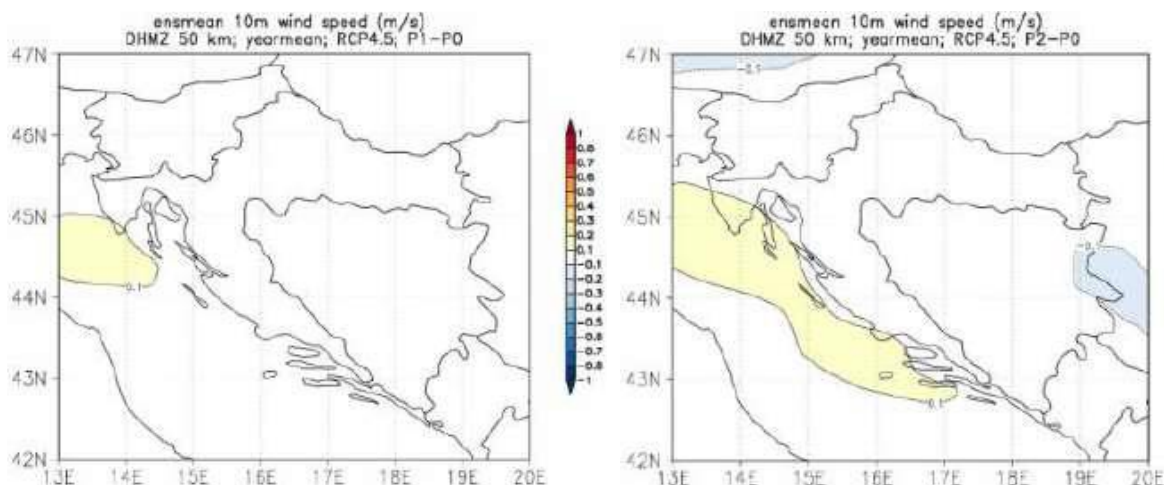 ensmean 10m wind speed (m/s)
DHMZ 50 km; yearmean; RCP4.5; P1-P0
47N
46N
45N
44N
43N
42N
13E 14E 15E 16E 17E 18E 19E 20E
0.1
1
0.8
0.7
0.6
0.5
0.4
0.3
0.2
0.1
-0.1
-0.2
-0.3
-0.4
-0.5
-0.6
-0.7
-0.8
-1
ensmean 10m wind speed (m/s)
DHMZ 50 km; yearmean; RCP4.5; P2-P0
47N
46N
45N
44N
43N
42N
13E 14E 15E 16E 17E 18E 19E 20E
-0.1
-0.1
0.1